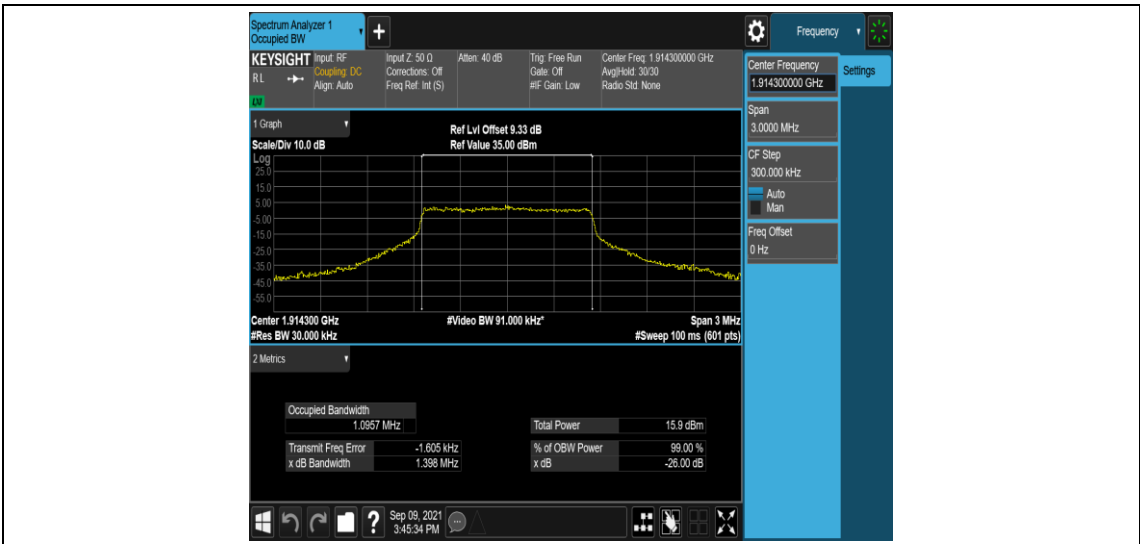 Spectrum Analyzer 1
Occupied BW
+
Frequency
KEYSIGHT Input: RF Input Z: 50 Ω Atten: 40 dB Trig: Free Run Center Freq: 1.914300000 GHz
RL Coupling: DC Corrections: Off Gate: Off Avg|Hold: 30/30
Align: Auto Freq Ref: Int (S) #IF Gain: Low Radio Std: None
LXI
Center Frequency
1.914300000 GHz
Settings
Span
3.0000 MHz
CF Step
300.000 kHz
Auto
Man
Freq Offset
0 Hz
1 Graph
Ref Lvl Offset 9.33 dB
Scale/Div 10.0 dB Ref Value 35.00 dBm
Log
25.0
15.0
5.00
-5.00
-15.0
-25.0
-35.0
-45.0
-55.0
Center 1.914300 GHz #Video BW 91.000 kHz* Span 3 MHz
#Res BW 30.000 kHz #Sweep 100 ms (601 pts)
2 Metrics
Occupied Bandwidth
1.0957 MHz Total Power 15.9 dBm
Transmit Freq Error -1.605 kHz % of OBW Power 99.00 %
x dB Bandwidth 1.398 MHz x dB -26.00 dB
? Sep 09, 2021
3:45:34 PM